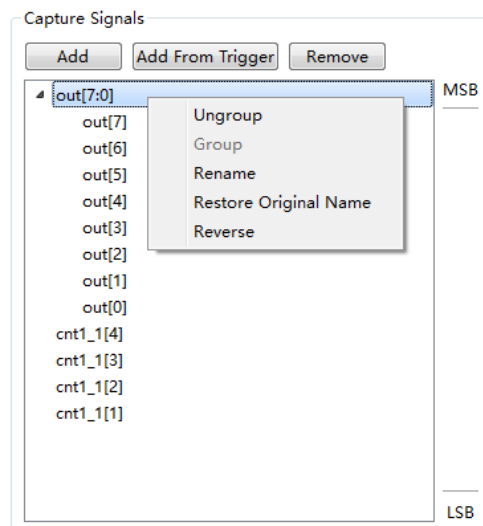 Capture Signals
Add Add From Trigger Remove
out[7:0] MSB
out[7] Ungroup
out[6] Group
out[5] Rename
out[4] Restore Original Name
out[3] Reverse
out[2]
out[1]
out[0]
cnt1_1[4]
cnt1_1[3]
cnt1_1[2]
cnt1_1[1]
LSB